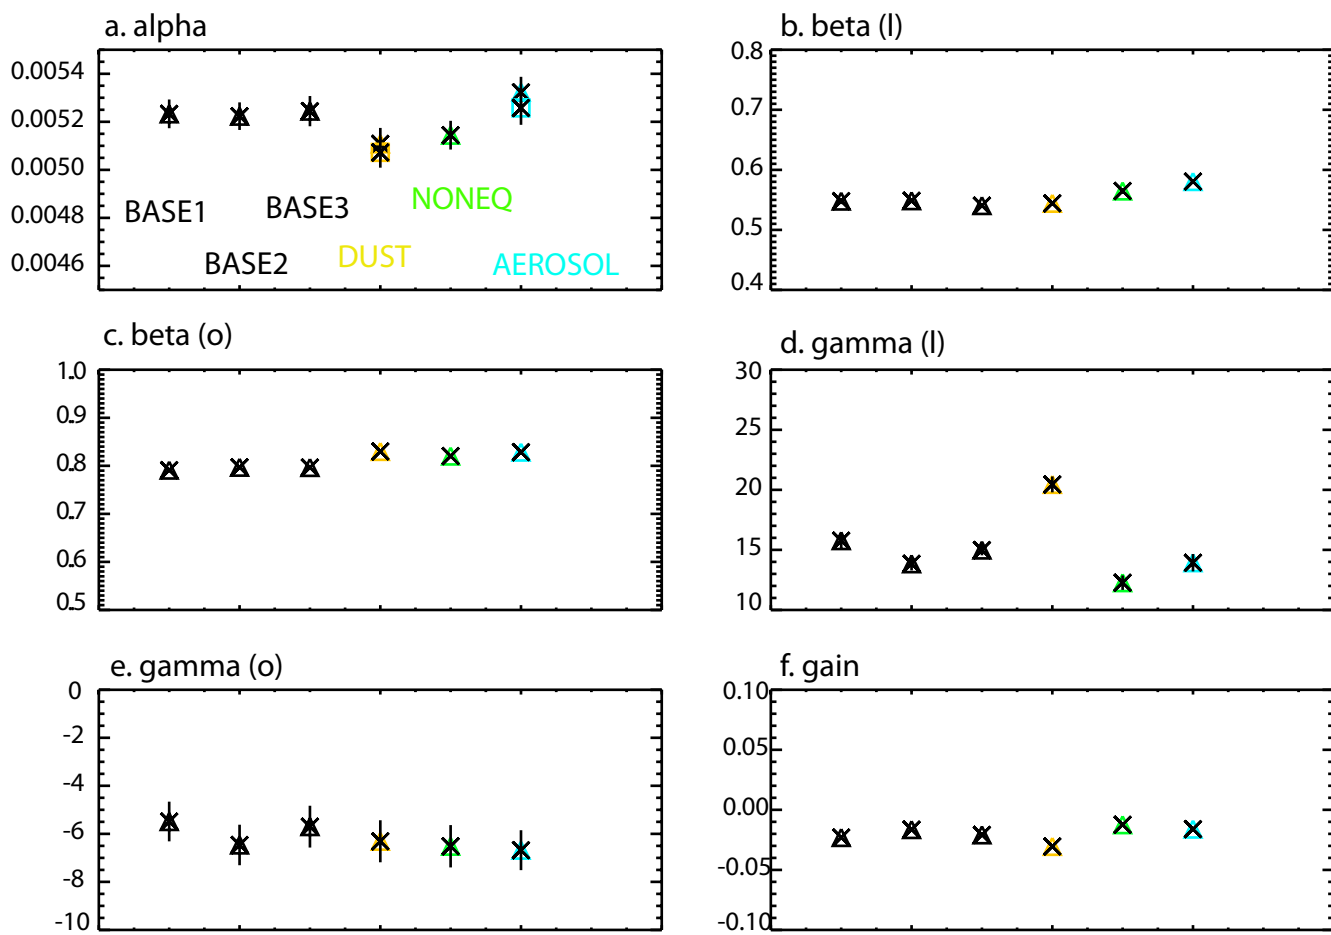 a. alpha
0.0054
0.0052
0.0050
0.0048
0.0046
BASE1
BASE2
BASE3
DUST
NONEQ
AEROSOL
b. beta (l)
0.8
0.7
0.6
0.5
0.4
c. beta (o)
1.0
0.9
0.8
0.7
0.6
0.5
d. gamma (l)
30
25
20
15
10
e. gamma (o)
0
-2
-4
-6
-8
-10
f. gain
0.10
0.05
0.00
-0.05
-0.10